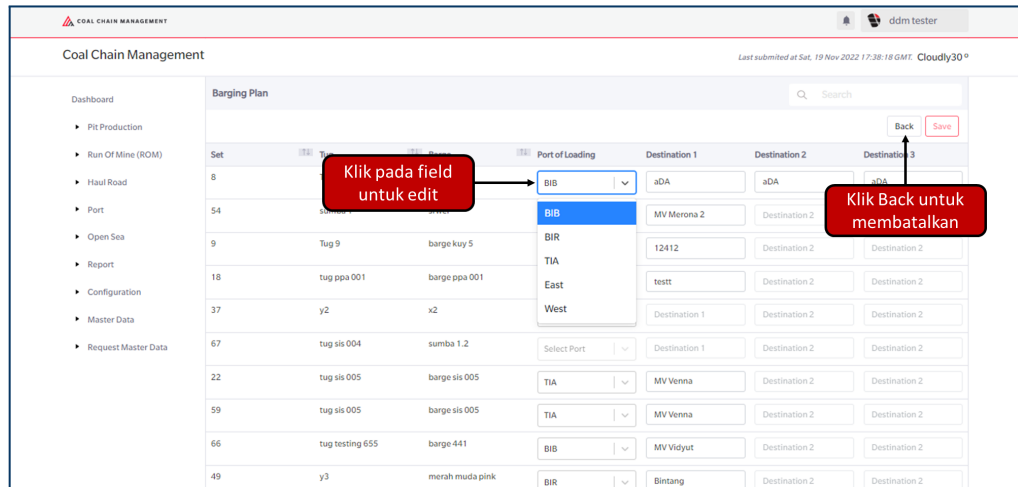 COAL CHAIN MANAGEMENT
ddm tester
Coal Chain Management
Last submited at Sat, 19 Nov 2022 17:38:18 GMT. Cloudly30°
Dashboard
Pit Production
Run Of Mine (ROM)
Haul Road
Port
Open Sea
Report
Configuration
Master Data
Request Master Data
Barging Plan
Search
Back Save
Set Port of Loading Destination 1 Destination 2 Destination 3
Klik pada field
untuk edit
Klik Back untuk
membatalkan
8 BIB aDA aDA aDA
54 MV Merona 2 Destination 2
9 Tug 9 barge kuy 5 12412 Destination 2 Destination 2
18 tug ppa 001 barge ppa 001 testt Destination 2 Destination 2
37 y2 x2 Destination 1 Destination 2 Destination 2
BIB
BIR
TIA
East
West
67 tug sis 004 sumba 1.2 Select Port Destination 1 Destination 2 Destination 2
22 tug sis 005 barge sis 005 TIA MV Venna Destination 2 Destination 2
59 tug sis 005 barge sis 005 TIA MV Venna Destination 2 Destination 2
66 tug testing 655 barge 441 BIB MV Vidyut Destination 2 Destination 2
49 y3 merah muda pink BIR Bintang Destination 2 Destination 2